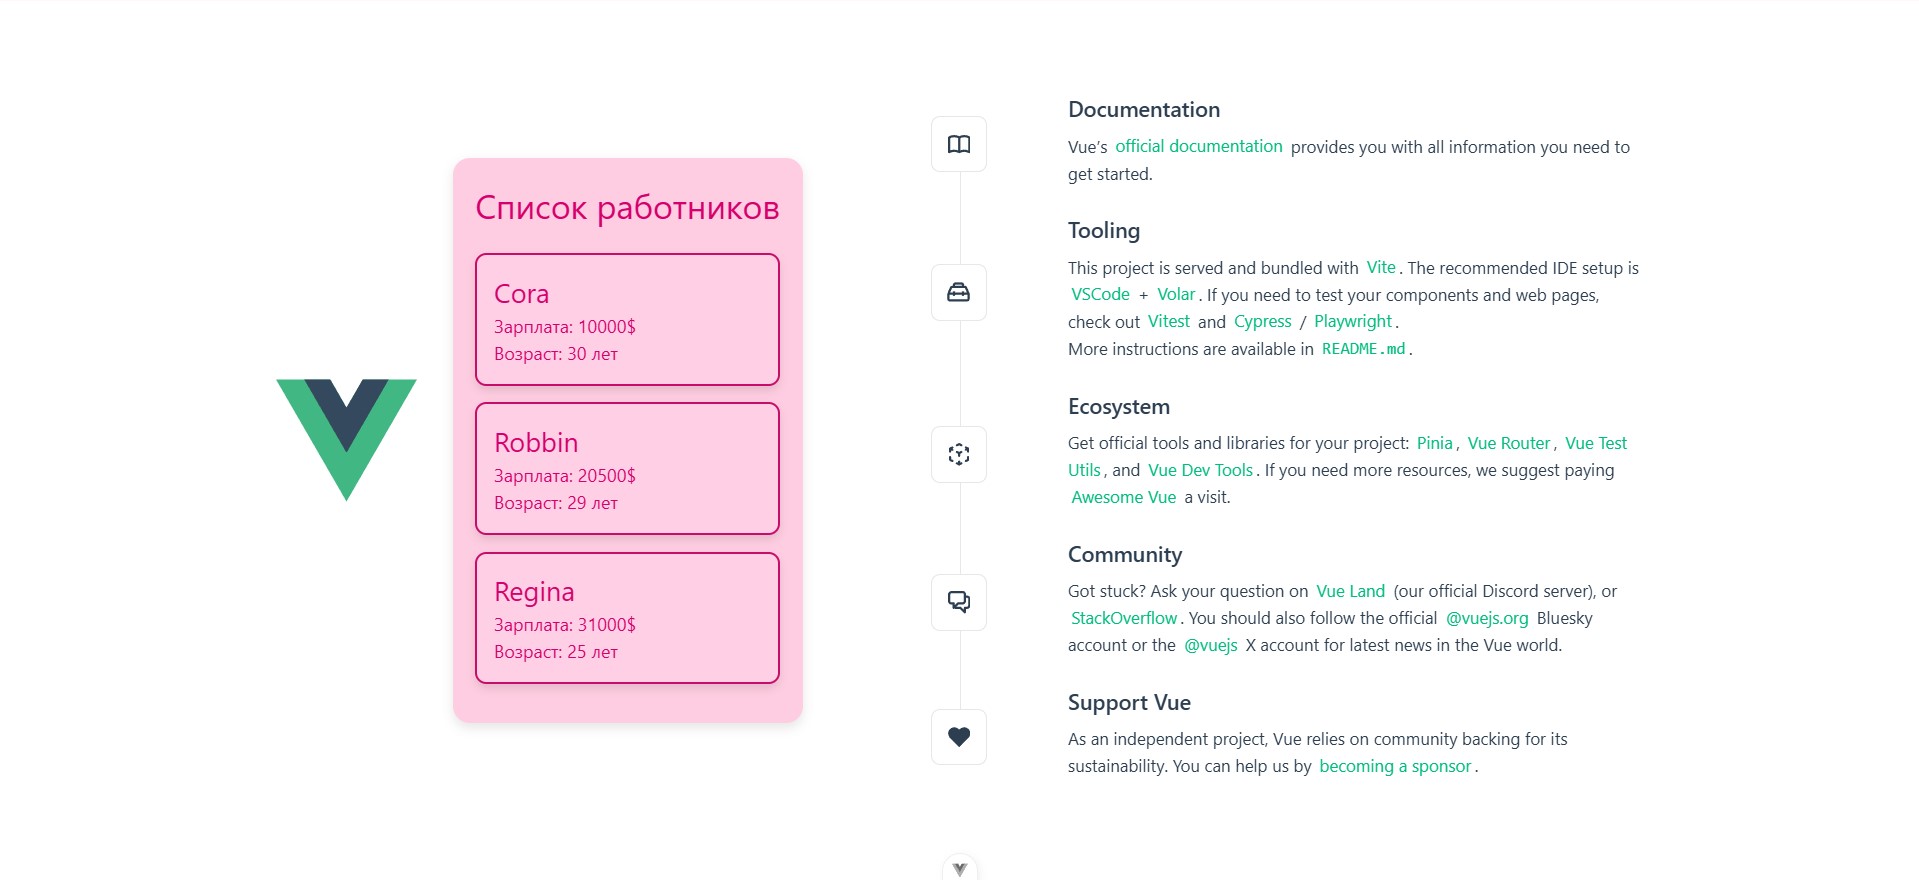 Список работников
Cora
Зарплата: 10000$
Возраст: 30 лет
Robbin
Зарплата: 20500$
Возраст: 29 лет
Regina
Зарплата: 31000$
Возраст: 25 лет
Documentation
Vue’s official documentation provides you with all information you need to
get started.
Tooling
This project is served and bundled with Vite. The recommended IDE setup is
VSCode + Volar. If you need to test your components and web pages,
check out Vitest and Cypress / Playwright.
More instructions are available in README.md.
Ecosystem
Get official tools and libraries for your project: Pinia, Vue Router, Vue Test
Utils, and Vue Dev Tools. If you need more resources, we suggest paying
Awesome Vue a visit.
Community
Got stuck? Ask your question on Vue Land (our official Discord server), or
StackOverflow. You should also follow the official @vuejs.org Bluesky
account or the @vuejs X account for latest news in the Vue world.
Support Vue
As an independent project, Vue relies on community backing for its
sustainability. You can help us by becoming a sponsor.